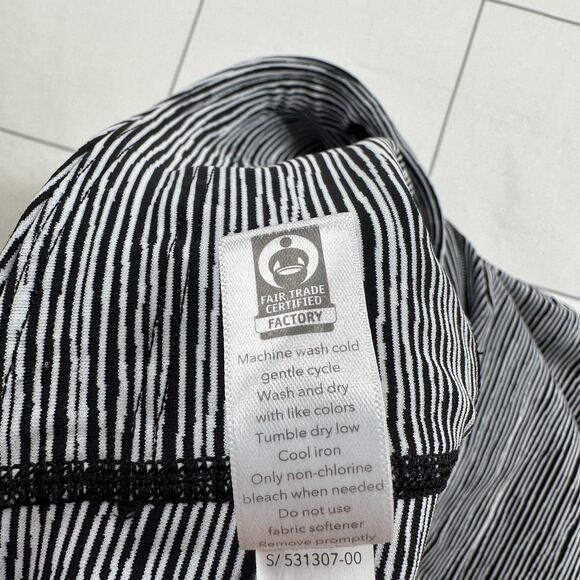 FAIR TRADE
CERTIFIED
FACTORY
Machine wash cold
gentle cycle
Wash and dry
with like colors
Tumble dry low
Cool iron
Only non-chlorine
bleach when needed
Do not use
fabric softener
Remove promptly
S/ 531307-00